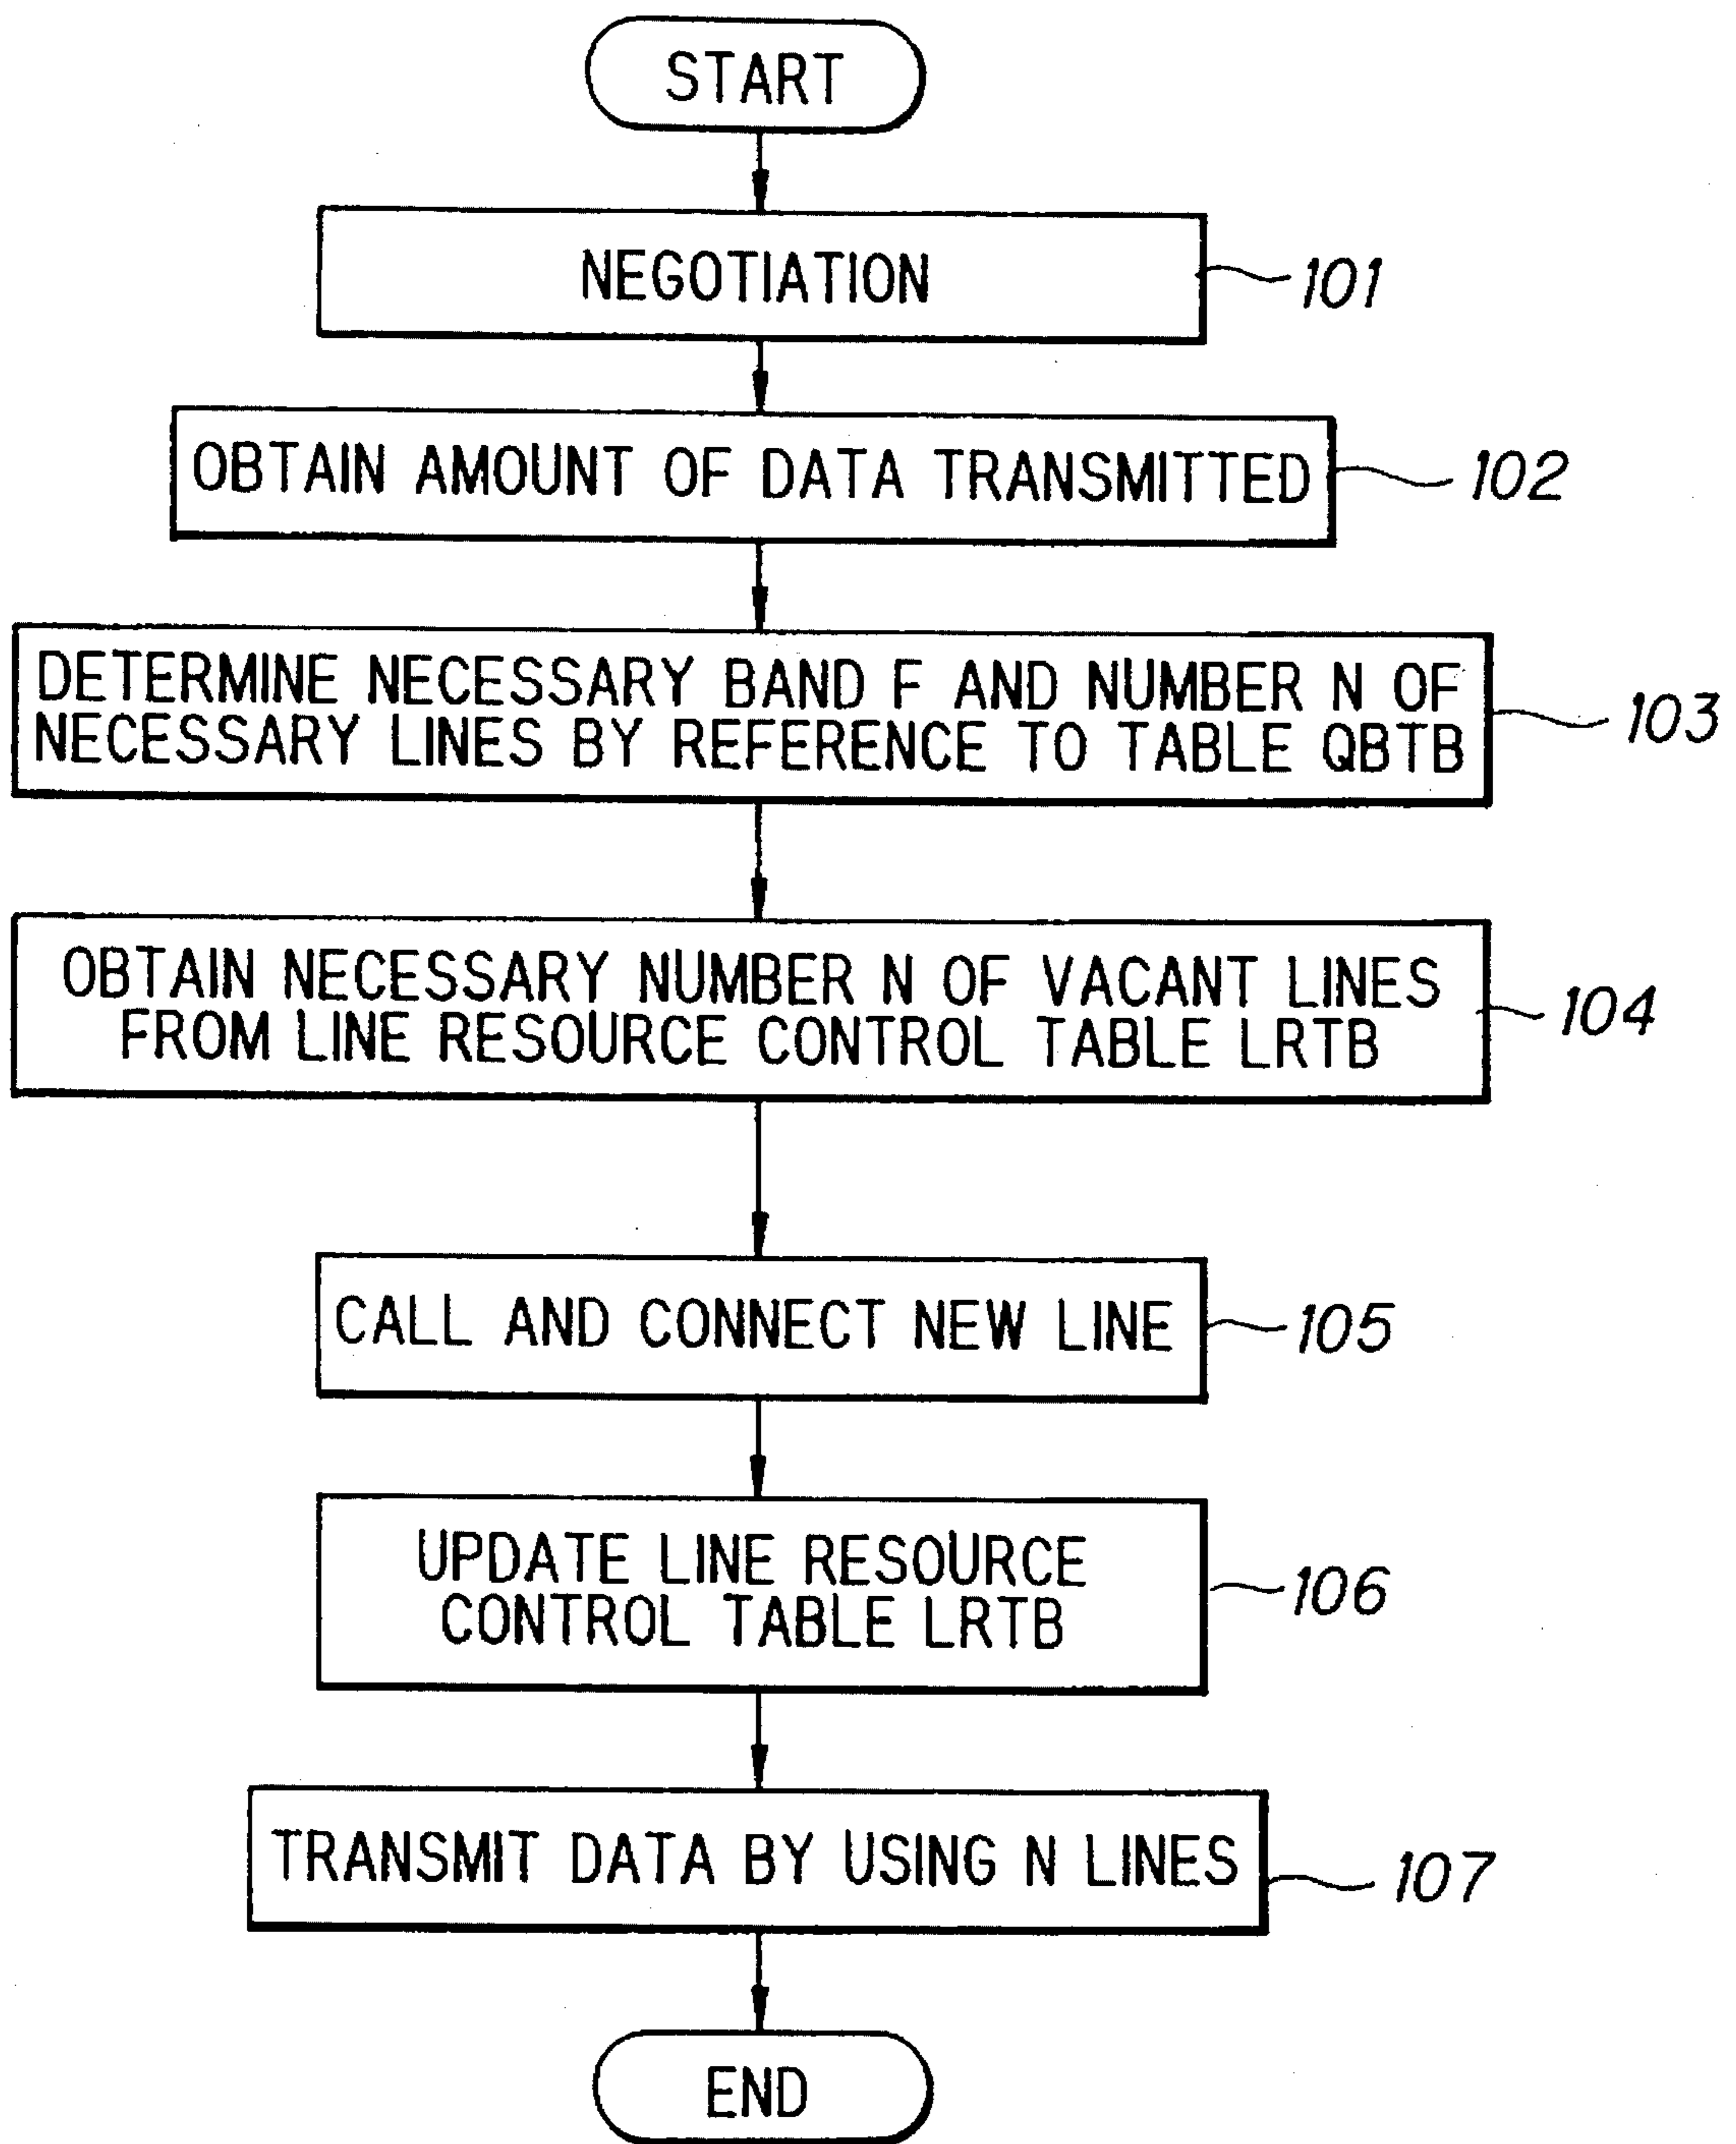 START
NEGOTIATION
101
OBTAIN AMOUNT OF DATA TRANSMITTED
102
DETERMINE NECESSARY BAND F AND NUMBER N OF
NECESSARY LINES BY REFERENCE TO TABLE QBTB
103
OBTAIN NECESSARY NUMBER N OF VACANT LINES
FROM LINE RESOURCE CONTROL TABLE LRTB
104
CALL AND CONNECT NEW LINE
105
UPDATE LINE RESOURCE
CONTROL TABLE LRTB
106
TRANSMIT DATA BY USING N LINES
107
END